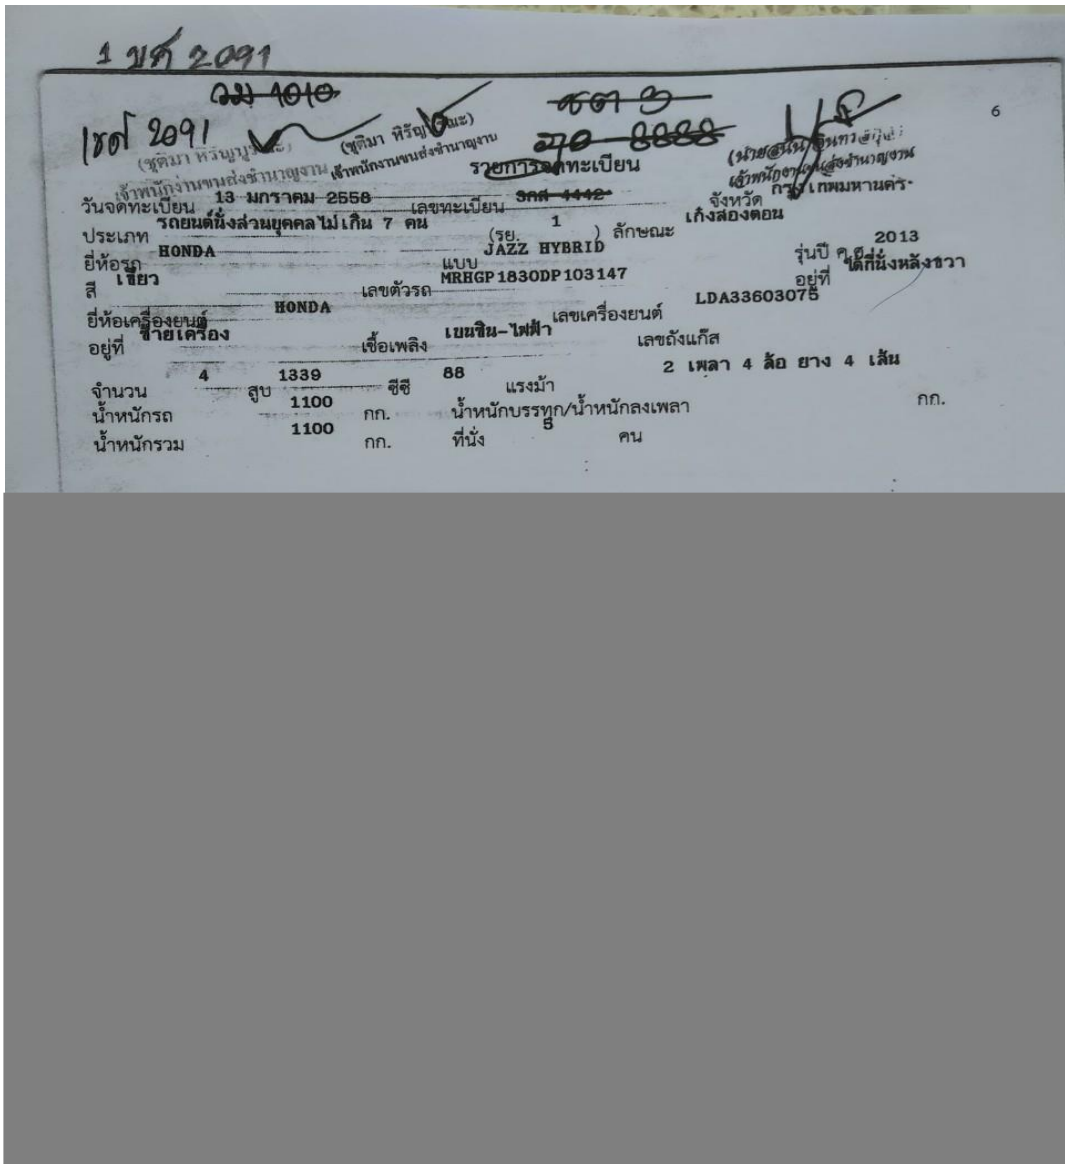 1 ขศ 2091
วม 1010
6
1ขศ 2091
8888
(ชุติมา หิรัญบูรณะ) (ชุติมา หิรัญบูรณะ)
เจ้าพนักงานขนส่งชำนาญงาน เจ้าพนักงานขนส่งชำนาญงาน เจ้าพนักงานขนส่งชำนาญงาน
รายการจดทะเบียน
วันจดทะเบียน 13 มกราคม 2558 เลขทะเบียน 3กส 4442 จังหวัด กรุงเทพมหานคร
ประเภท รถยนต์นั่งส่วนบุคคลไม่เกิน 7 คน (รย. 1 ) ลักษณะ เก๋งสองตอน
ยี่ห้อรถ HONDA แบบ JAZZ HYBRID รุ่นปี ค.ศ. 2013
สี เขียว เลขตัวรถ MRHGP1830DP103147 อยู่ที่ ใต้ที่นั่งหลังขวา
ยี่ห้อเครื่องยนต์ HONDA เลขเครื่องยนต์ LDA33603075
อยู่ที่ ซ้ายเครื่อง เชื้อเพลิง เบนซิน-ไฟฟ้า เลขถังแก๊ส
จำนวน 4 สูบ 1339 ซีซี 88 แรงม้า 2 เพลา 4 ล้อ ยาง 4 เส้น
น้ำหนักรถ 1100 กก. น้ำหนักบรรทุก/น้ำหนักลงเพลา กก.
น้ำหนักรวม 1100 กก. ที่นั่ง 5 คน